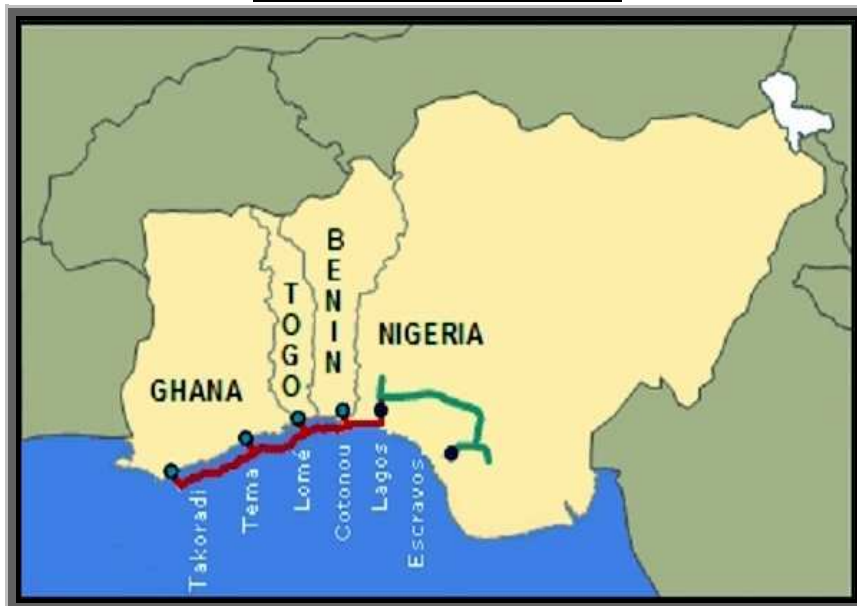 BENIN
TOGO
NIGERIA
GHANA
Takoradi
Tema
Lomé
Cotonou
Lagos
Escravos